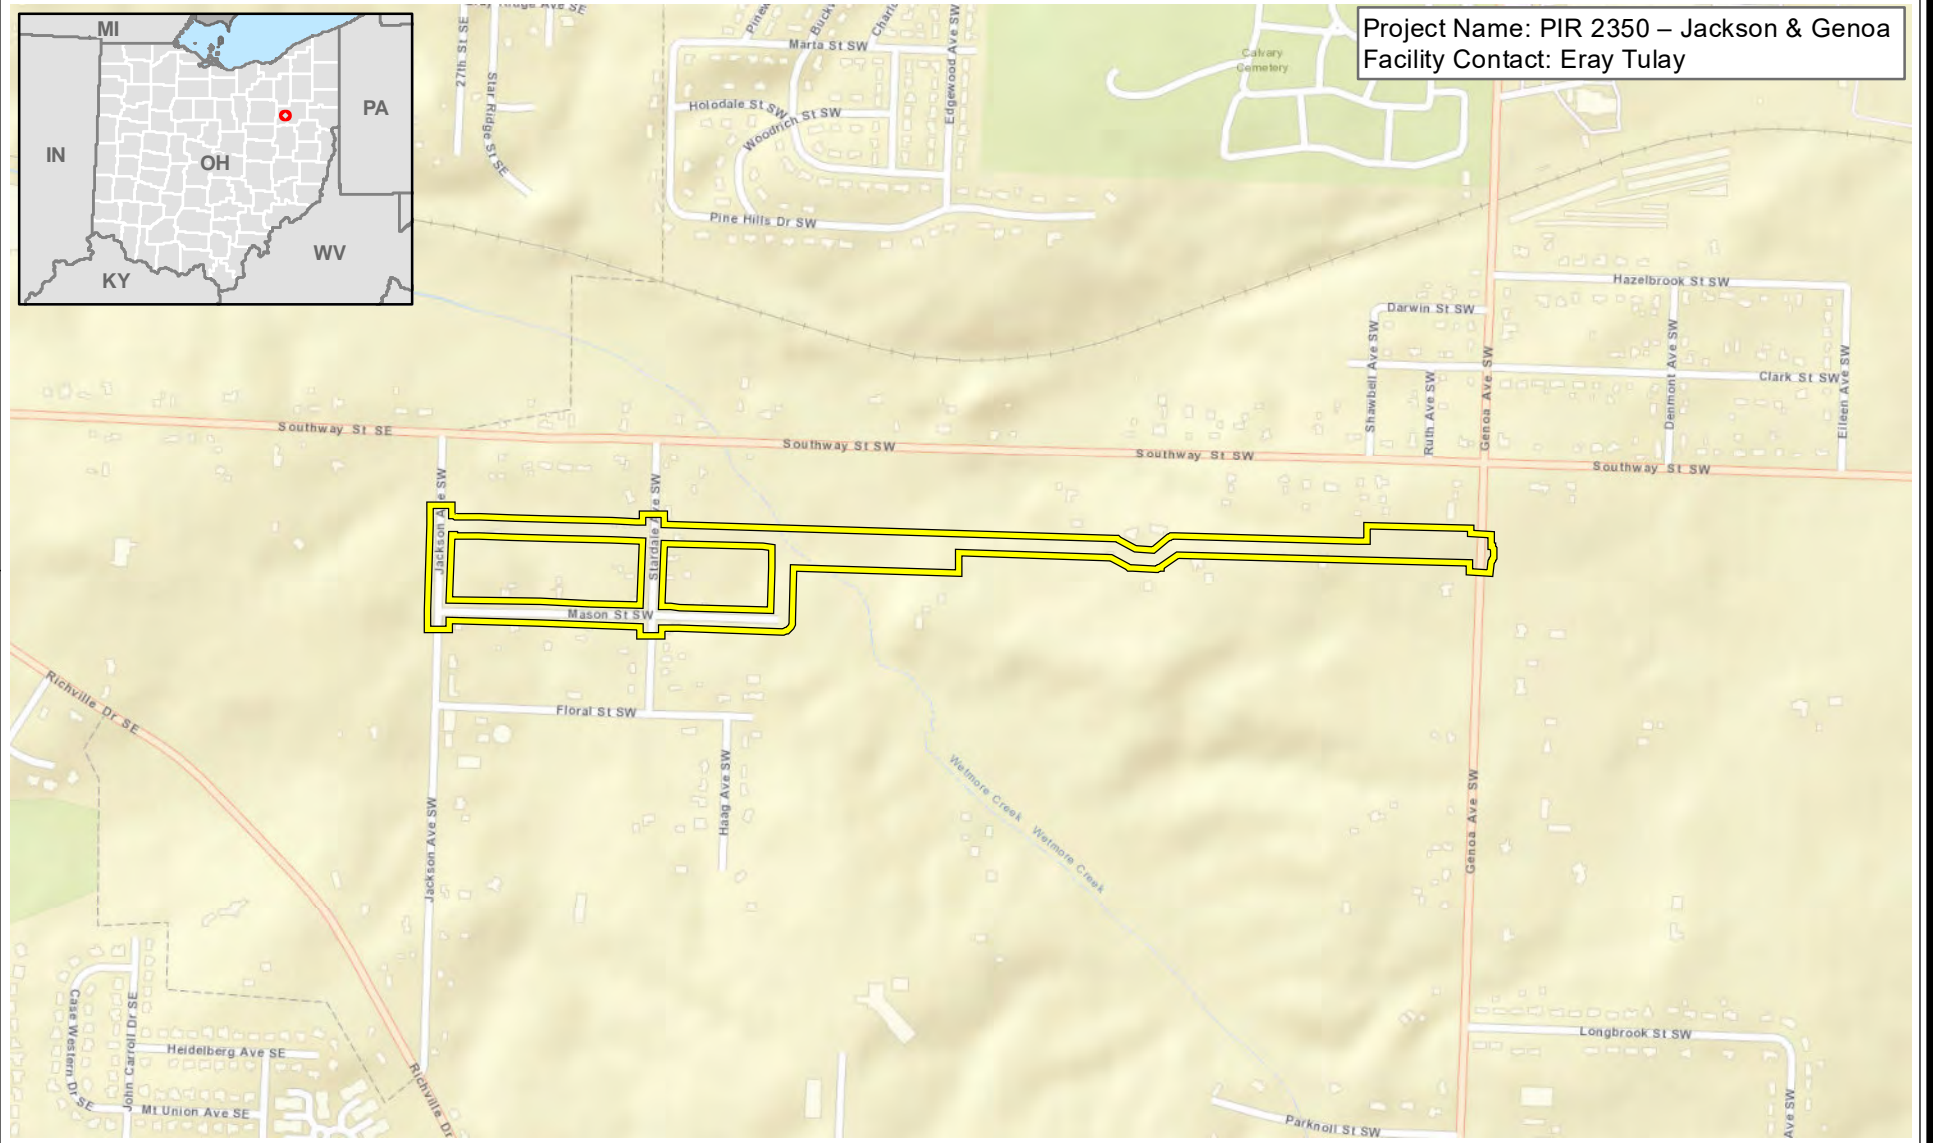 Project Name: PIR 2350 – Jackson & Genoa
Facility Contact: Eray Tulay
MI
PA
IN
OH
WV
KY
27th St SE
Star Ridge St SE
Marta St SW
Holodale St SW
Woodrich St SW
Edgewood Ave SW
Pine Hills Dr SW
Calvary
Cemetery
Hazelbrook St SW
Darwin St SW
Shawbell Ave SW
Ruth Ave SW
Genoa Ave SW
Denmont Ave SW
Clark St SW
Eileen Ave SW
Southway St SE
Southway St SW
Southway St SW
Southway St SW
Jackson Ave SW
Stardale Ave SW
Mason St SW
Floral St SW
Haag Ave SW
Jackson Ave SW
Richville Dr SE
Wetmore Creek
Wetmore Creek
Genoa Ave SW
Case Western Dr SE
John Carroll Dr SE
Heidelberg Ave SE
Mt Union Ave SE
Richville Dr
Longbrook St SW
Parknoll St SW
Ave SW